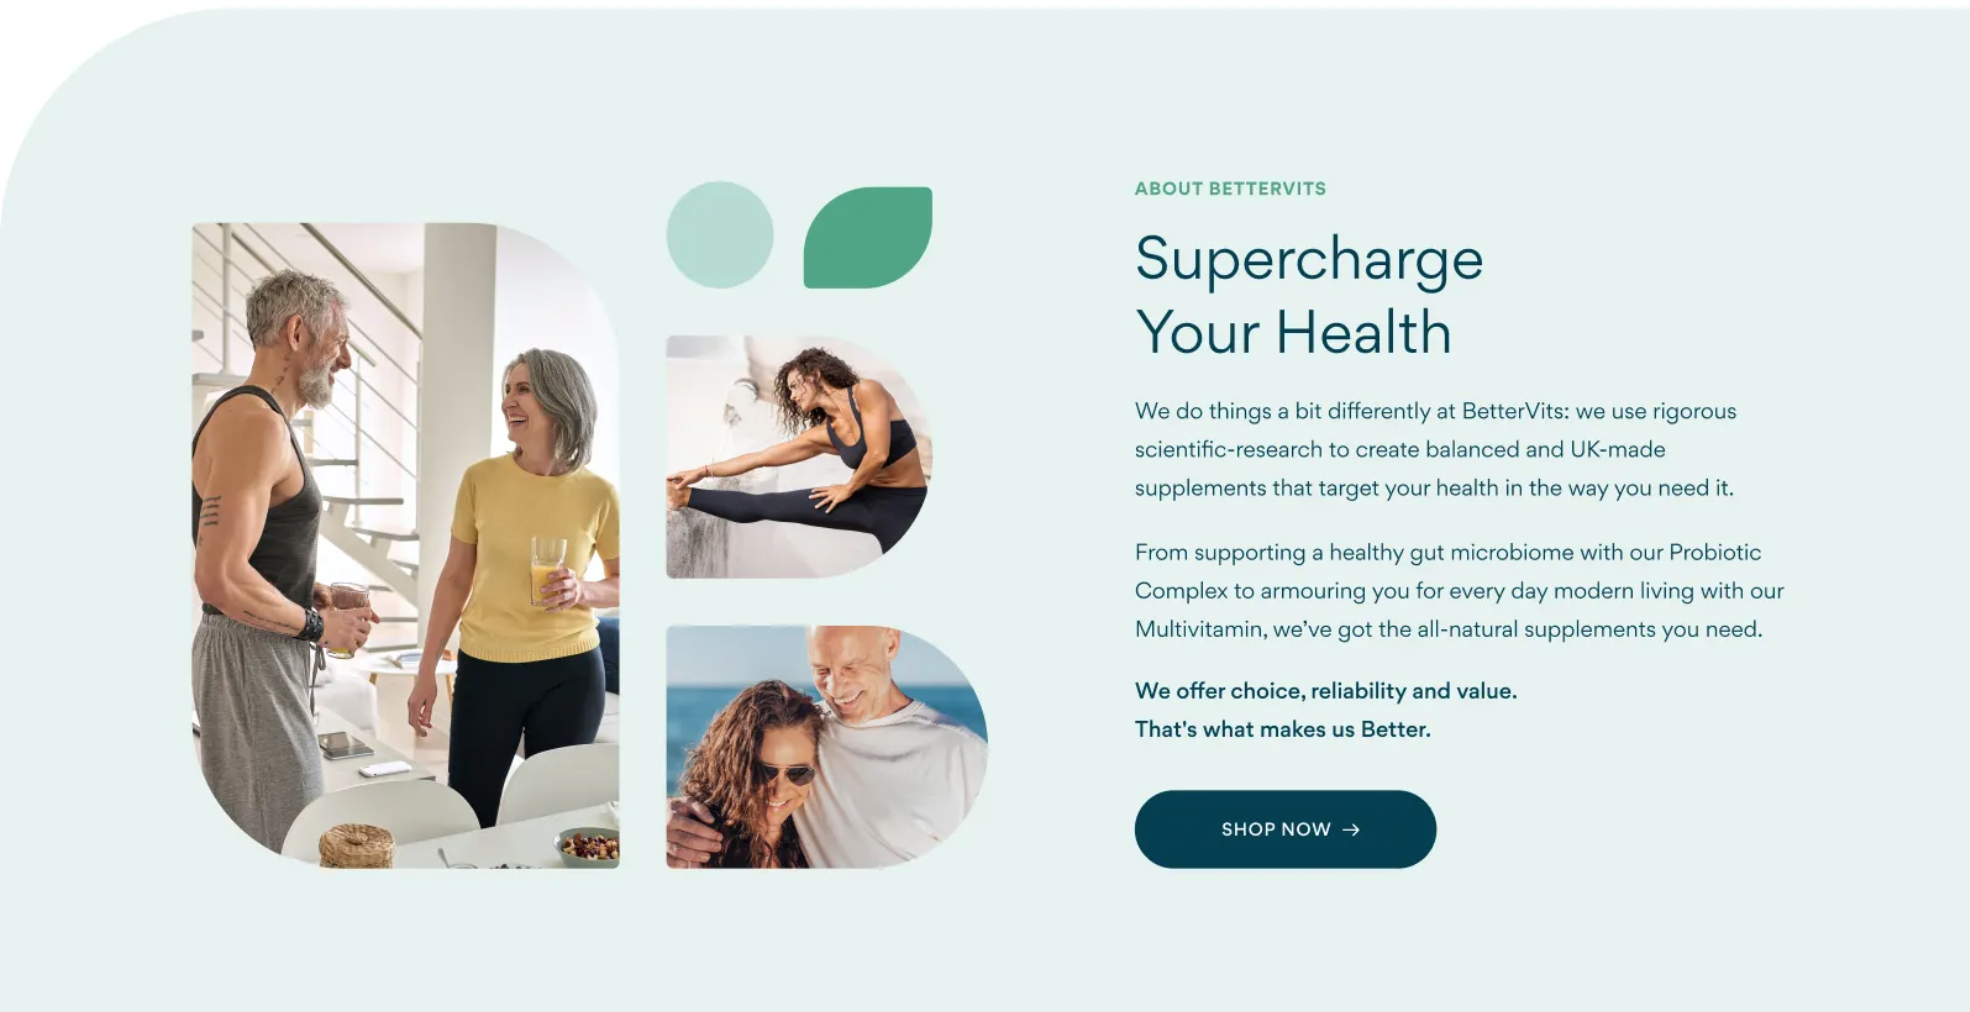 ABOUT BETTERVITS
Supercharge
Your Health
We do things a bit differently at BetterVits: we use rigorous
scientific-research to create balanced and UK-made
supplements that target your health in the way you need it.
From supporting a healthy gut microbiome with our Probiotic
Complex to armouring you for every day modern living with our
Multivitamin, we’ve got the all-natural supplements you need.
We offer choice, reliability and value.
That's what makes us Better.
SHOP NOW →